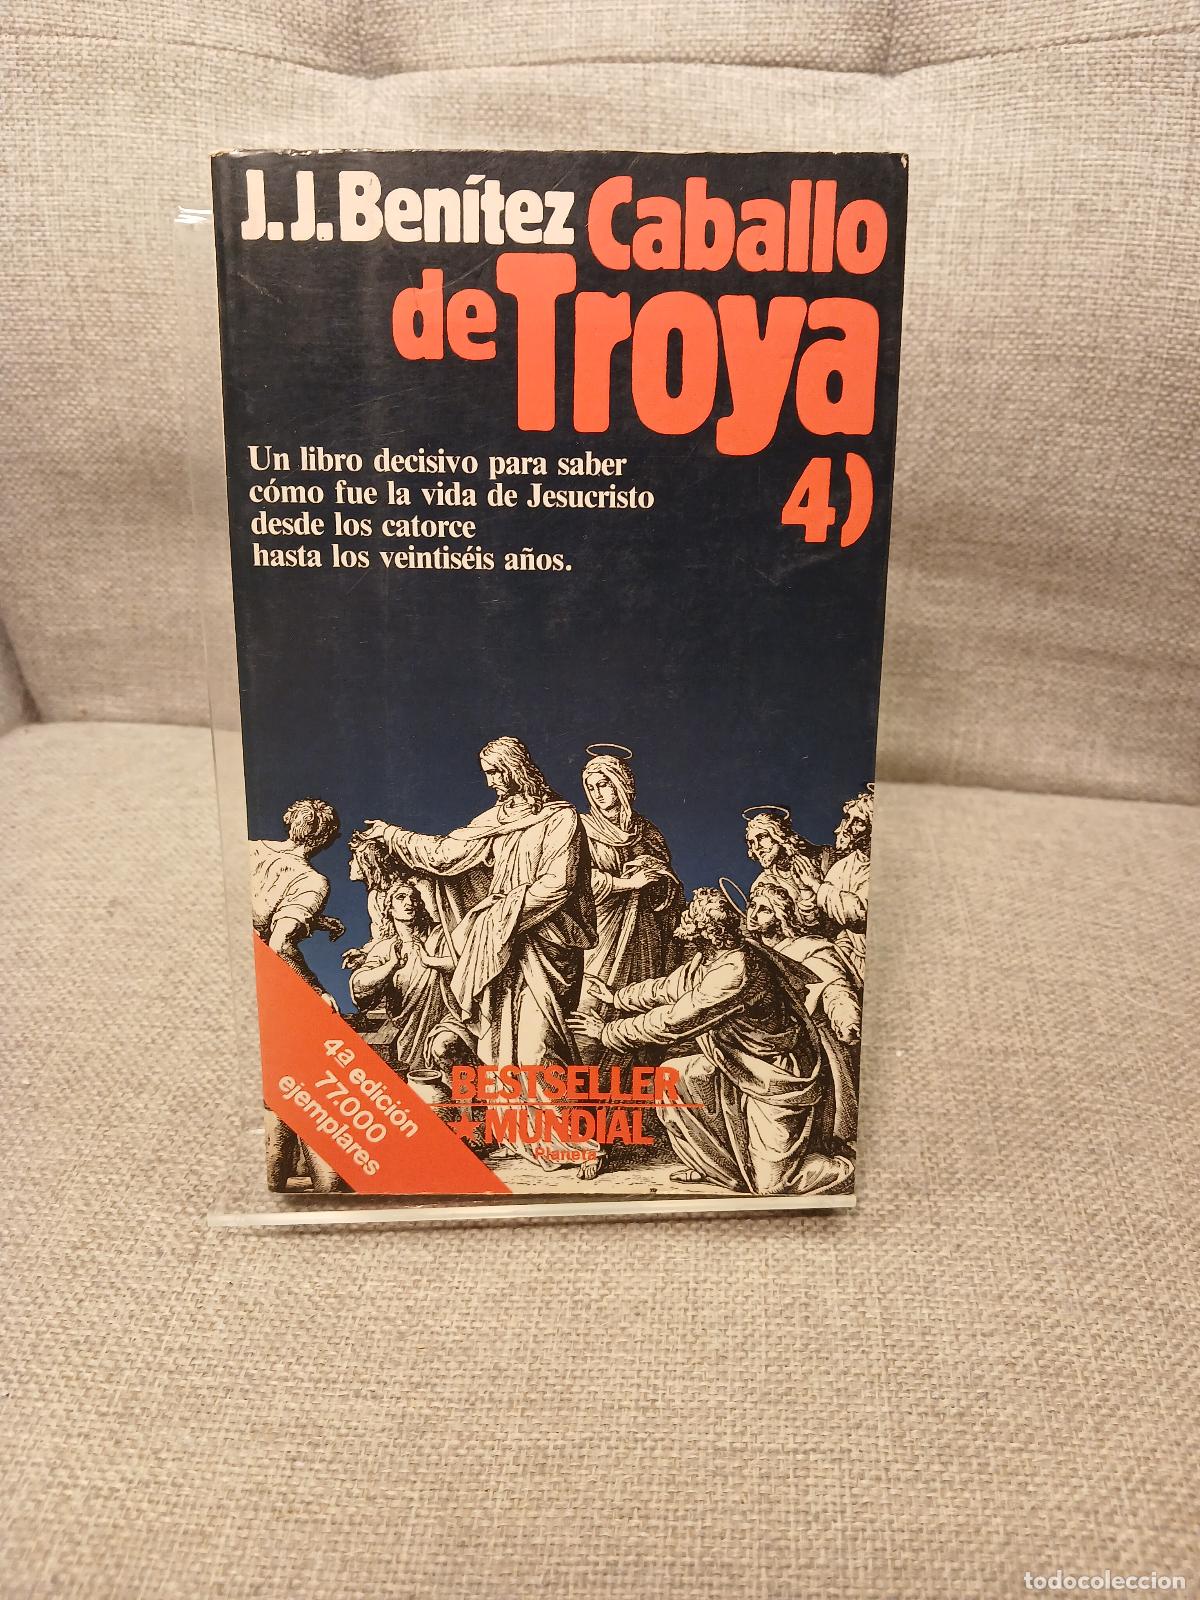 J.J. Benítez Caballo
de Troya
4)
Un libro decisivo para saber
cómo fue la vida de Jesucristo
desde los catorce
hasta los veintiséis años.
4ª edición
77.000
ejemplares
BESTSELLER
MUNDIAL
Planeta
todocoleccion